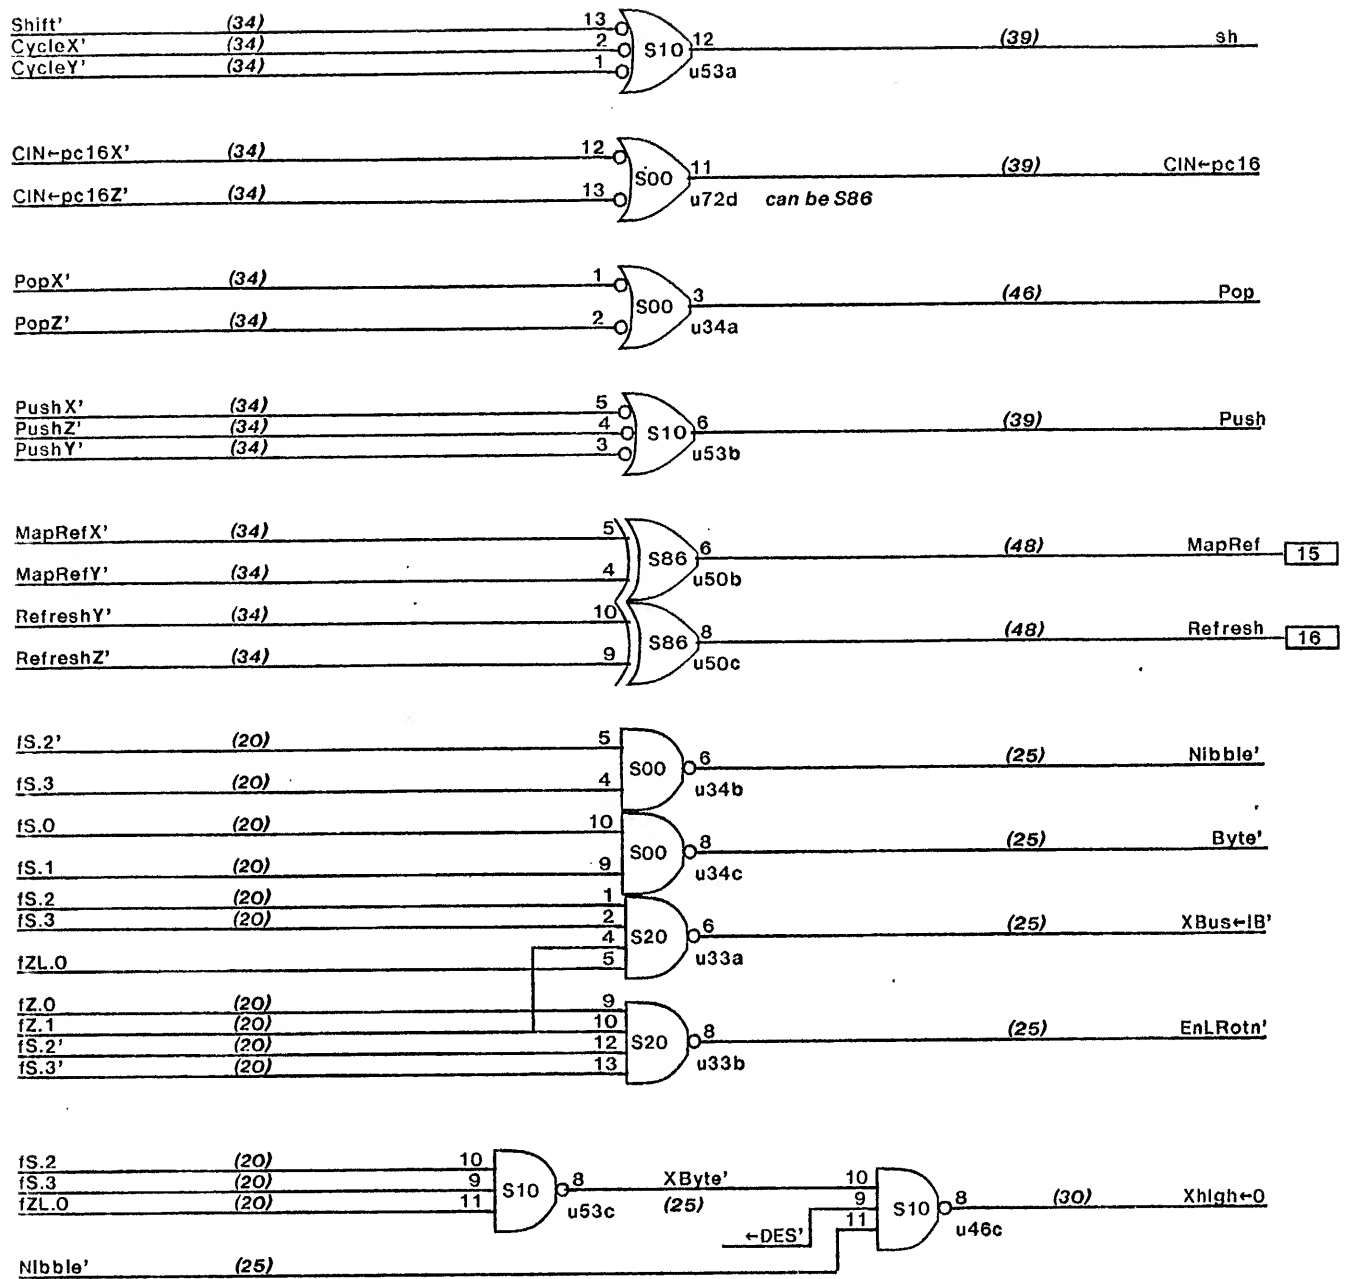 Shift' (34) 13
CycleX' (34) 2 S10 12 (39) sh
CycleY' (34) 1 u53a
CIN←pc16X' (34) 12 S00 11 (39) CIN←pc16
CIN←pc16Z' (34) 13 u72d can be S86
PopX' (34) 1 S00 3 (46) Pop
PopZ' (34) 2 u34a
PushX' (34) 5
PushZ' (34) 4 S10 6 (39) Push
PushY' (34) 3 u53b
MapRefX' (34) 5 S86 6 (48) MapRef 15
MapRefY' (34) 4 u50b
RefreshY' (34) 10 S86 8 (48) Refresh 16
RefreshZ' (34) 9 u50c
fS.2' (20) 5 S00 6 (25) Nibble'
fS.3 (20) 4 u34b
fS.0 (20) 10 S00 8 (25) Byte'
fS.1 (20) 9 u34c
fS.2 (20) 1
fS.3 (20) 2 S20 6 (25) XBus←IB'
4 u33a
fZL.0 5
fZ.0 (20) 9
fZ.1 (20) 10 S20 8 (25) EnLRotn'
fS.2' (20) 12 u33b
fS.3' (20) 13
fS.2 (20) 10
fS.3 (20) 9 S10 8 XByte' 10
fZL.0 (20) 11 u53c (25) 9 S10 8 (30) Xhigh←0
←DES' 11 u46c
Nibble' (25)